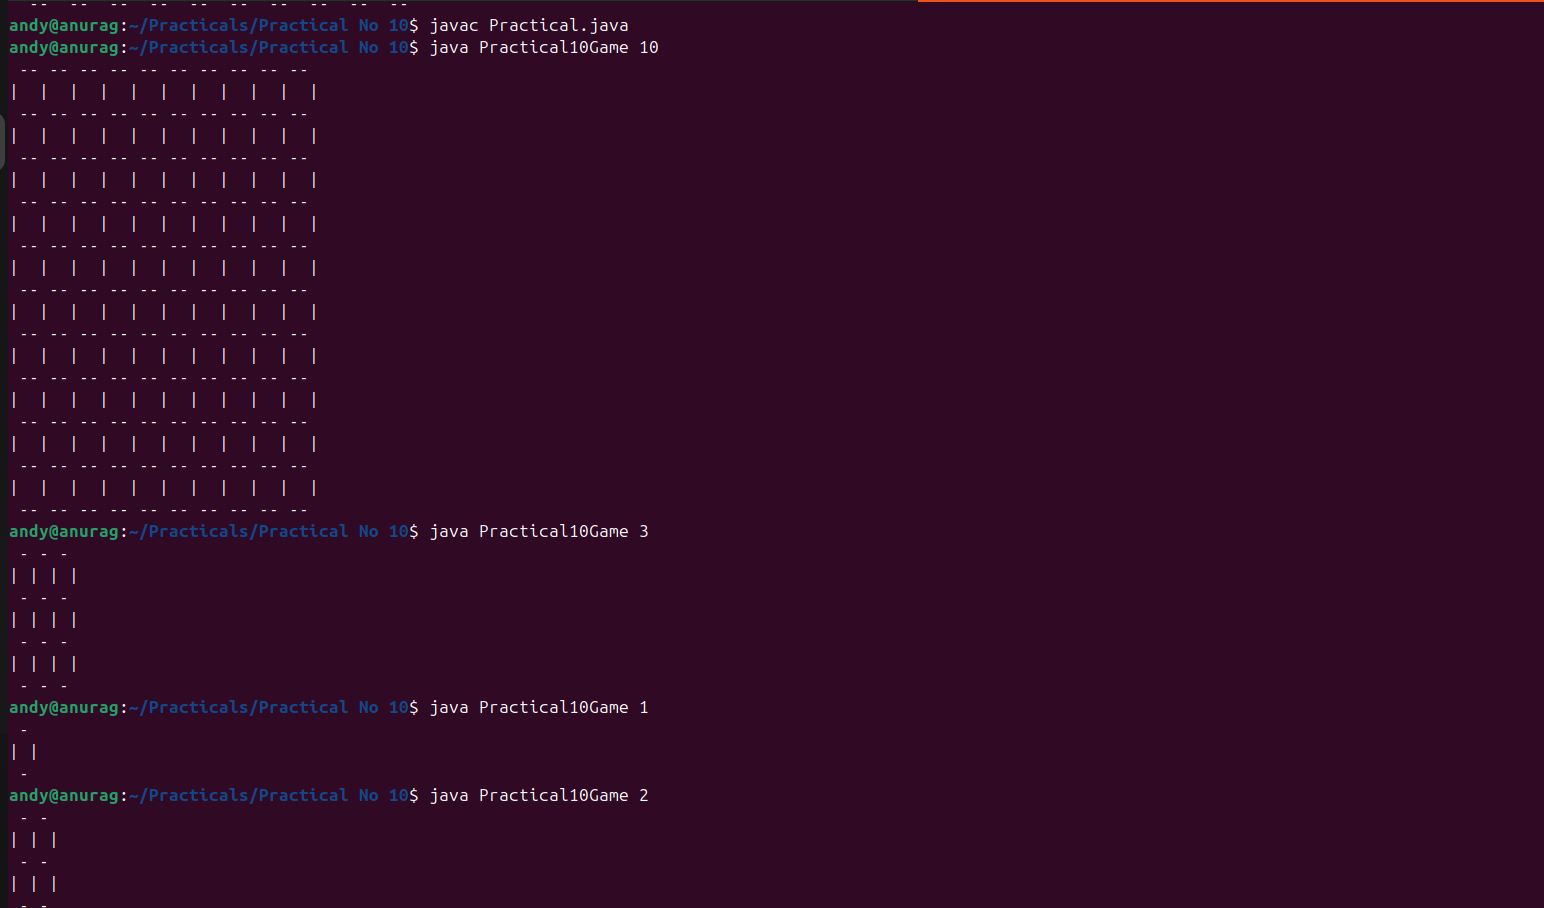 --  --  --  --  --  --  --  --  --  --
andy@anurag:~/Practicals/Practical No 10$ javac Practical.java
andy@anurag:~/Practicals/Practical No 10$ java Practical10Game 10
 -- -- -- -- -- -- -- -- -- --
|  |  |  |  |  |  |  |  |  |  |
 -- -- -- -- -- -- -- -- -- --
|  |  |  |  |  |  |  |  |  |  |
 -- -- -- -- -- -- -- -- -- --
|  |  |  |  |  |  |  |  |  |  |
 -- -- -- -- -- -- -- -- -- --
|  |  |  |  |  |  |  |  |  |  |
 -- -- -- -- -- -- -- -- -- --
|  |  |  |  |  |  |  |  |  |  |
 -- -- -- -- -- -- -- -- -- --
|  |  |  |  |  |  |  |  |  |  |
 -- -- -- -- -- -- -- -- -- --
|  |  |  |  |  |  |  |  |  |  |
 -- -- -- -- -- -- -- -- -- --
|  |  |  |  |  |  |  |  |  |  |
 -- -- -- -- -- -- -- -- -- --
|  |  |  |  |  |  |  |  |  |  |
 -- -- -- -- -- -- -- -- -- --
|  |  |  |  |  |  |  |  |  |  |
 -- -- -- -- -- -- -- -- -- --
andy@anurag:~/Practicals/Practical No 10$ java Practical10Game 3
 - - -
| | | |
 - - -
| | | |
 - - -
| | | |
 - - -
andy@anurag:~/Practicals/Practical No 10$ java Practical10Game 1
 -
| |
 -
andy@anurag:~/Practicals/Practical No 10$ java Practical10Game 2
 - -
| | |
 - -
| | |
 - -